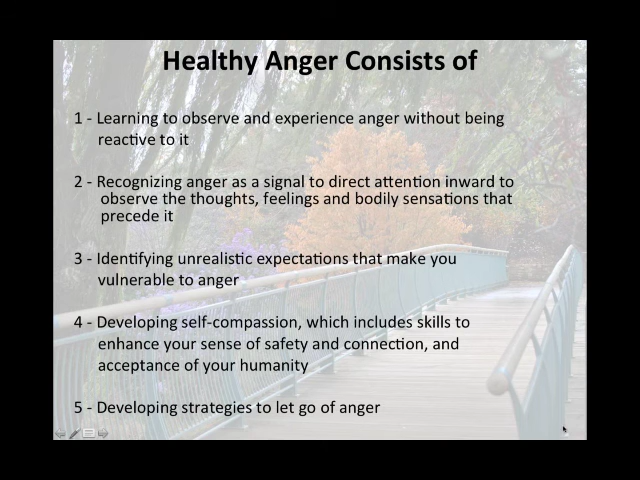 Healthy Anger Consists of
1 - Learning to observe and experience anger without being
reactive to it
2 - Recognizing anger as a signal to direct attention inward to
observe the thoughts, feelings and bodily sensations that
precede it
3 - Identifying unrealistic expectations that make you
vulnerable to anger
4 - Developing self-compassion, which includes skills to
enhance your sense of safety and connection, and
acceptance of your humanity
5 - Developing strategies to let go of anger